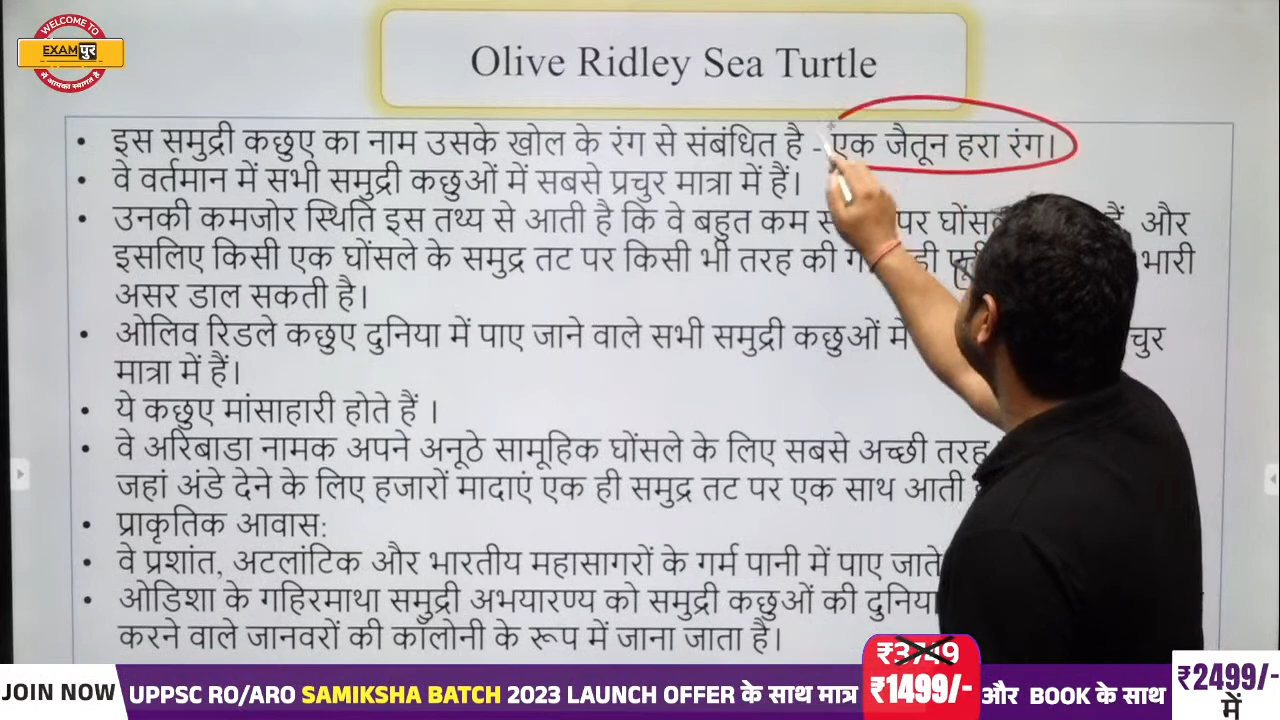 WELCOME TO
EXAMपुर
में आपका स्वागत है
Olive Ridley Sea Turtle
• इस समुद्री कछुए का नाम उसके खोल के रंग से संबंधित है - एक जैतून हरा रंग।
• वे वर्तमान में सभी समुद्री कछुओं में सबसे प्रचुर मात्रा में हैं।
• उनकी कमजोर स्थिति इस तथ्य से आती है कि वे बहुत कम पर और
इसलिए किसी एक घोंसले के समुद्र तट पर किसी भी तरह की भारी
असर डाल सकती है।
• ओलिव रिडले कछुए दुनिया में पाए जाने वाले सभी समुद्री कछुओं में
मात्रा में हैं।
• ये कछुए मांसाहारी होते हैं ।
• वे अरिबाडा नामक अपने अनूठे सामूहिक घोंसले के लिए सबसे अच्छी तरह
जहां अंडे देने के लिए हजारों मादाएं एक ही समुद्र तट पर एक साथ आती
• प्राकृतिक आवास:
• वे प्रशांत, अटलांटिक और भारतीय महासागरों के गर्म पानी में पाए जाते
• ओडिशा के गहिरमाथा समुद्री अभयारण्य को समुद्री कछुओं की दुनिया
करने वाले जानवरों की कॉलोनी के रूप में जाना जाता है।
JOIN NOW UPPSC RO/ARO SAMIKSHA BATCH 2023 LAUNCH OFFER के साथ मात्र ₹3749 ₹1499/- और BOOK के साथ ₹2499/- में